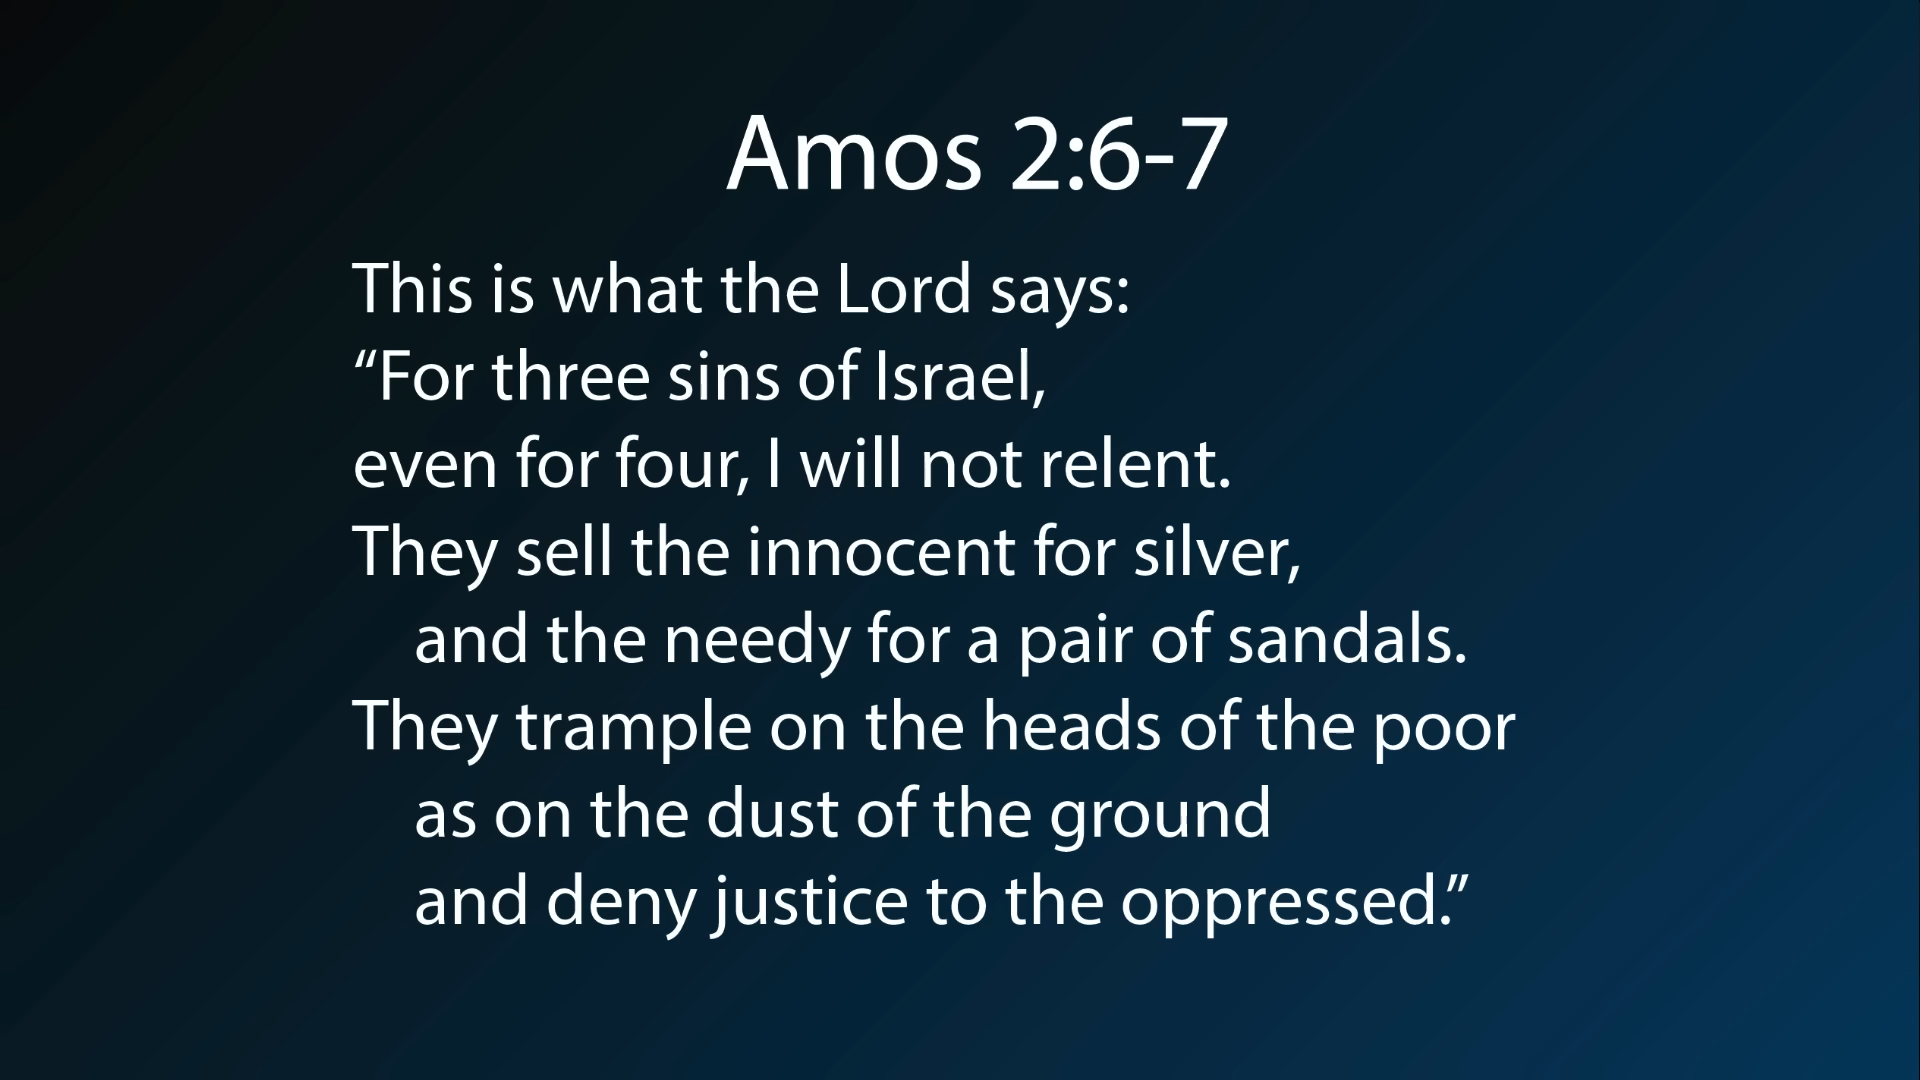 Amos 2:6-7
This is what the Lord says:
“For three sins of Israel,
even for four, I will not relent.
They sell the innocent for silver,
and the needy for a pair of sandals.
They trample on the heads of the poor
as on the dust of the ground
and deny justice to the oppressed.”